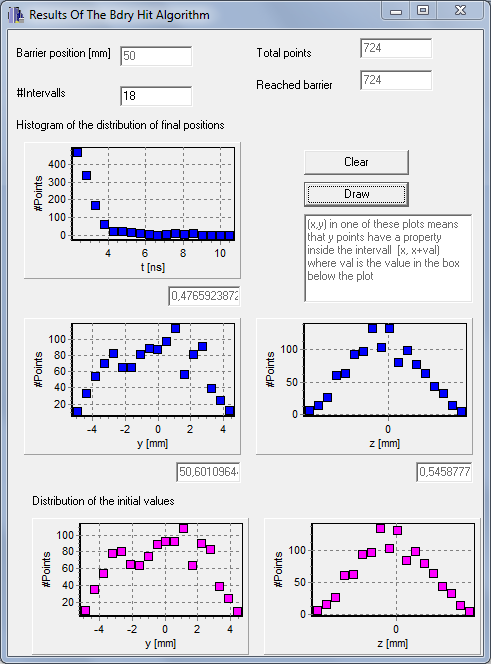 Results Of The Bdry Hit Algorithm
Barrier position [mm] 50
Total points 724
#Intervalls 18
Reached barrier 724
Histogram of the distribution of final positions
#Points
400
300
200
100
0
4 6 8 10
t [ns]
Clear
Draw
(x,y) in one of these plots means
that y points have a property
inside the intervall [x, x+val)
where val is the value in the box
below the plot
0,4765923872
#Points
100
80
60
40
20
-4 -2 0 2 4
y [mm]
#Points
100
50
0
0
z [mm]
50,6010964
0,5458777
Distribution of the initial values
#Points
100
80
60
40
20
-4 -2 0 2 4
y [mm]
#Points
100
50
0
0
z [mm]